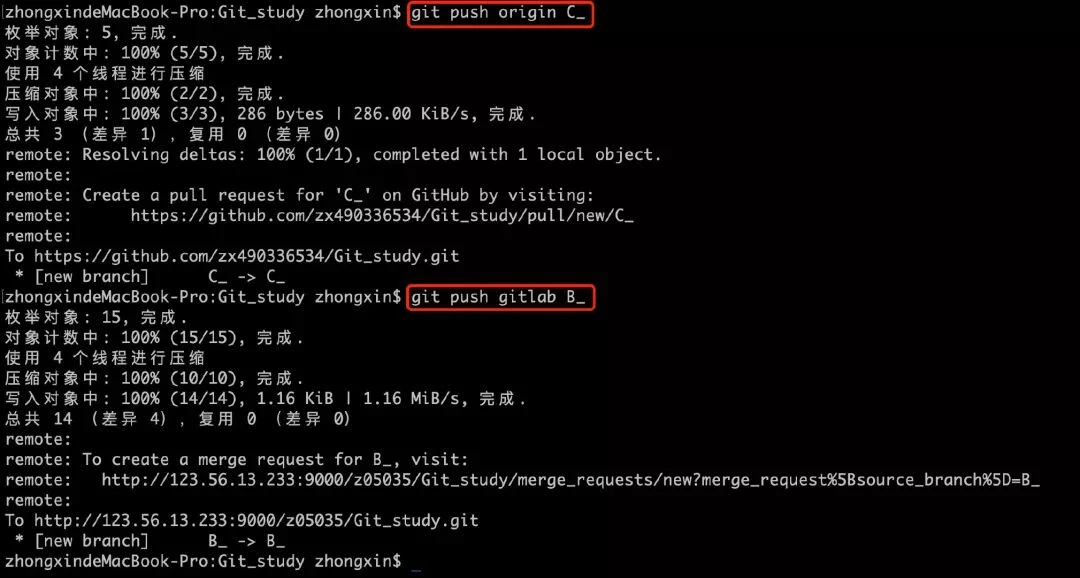 zhongxindeMacBook-Pro:Git_study zhongxin$ git push origin C_
枚举对象: 5, 完成.
对象计数中: 100% (5/5), 完成.
使用 4 个线程进行压缩
压缩对象中: 100% (2/2), 完成.
写入对象中: 100% (3/3), 286 bytes | 286.00 KiB/s, 完成.
总共 3 （差异 1），复用 0 （差异 0）
remote: Resolving deltas: 100% (1/1), completed with 1 local object.
remote:
remote: Create a pull request for 'C_' on GitHub by visiting:
remote:      https://github.com/zx490336534/Git_study/pull/new/C_
remote:
To https://github.com/zx490336534/Git_study.git
 * [new branch]      C_ -> C_
zhongxindeMacBook-Pro:Git_study zhongxin$ git push gitlab B_
枚举对象: 15, 完成.
对象计数中: 100% (15/15), 完成.
使用 4 个线程进行压缩
压缩对象中: 100% (10/10), 完成.
写入对象中: 100% (14/14), 1.16 KiB | 1.16 MiB/s, 完成.
总共 14 （差异 4），复用 0 （差异 0）
remote:
remote: To create a merge request for B_, visit:
remote:   http://123.56.13.233:9000/z05035/Git_study/merge_requests/new?merge_request%5Bsource_branch%5D=B_
remote:
To http://123.56.13.233:9000/z05035/Git_study.git
 * [new branch]      B_ -> B_
zhongxindeMacBook-Pro:Git_study zhongxin$ _